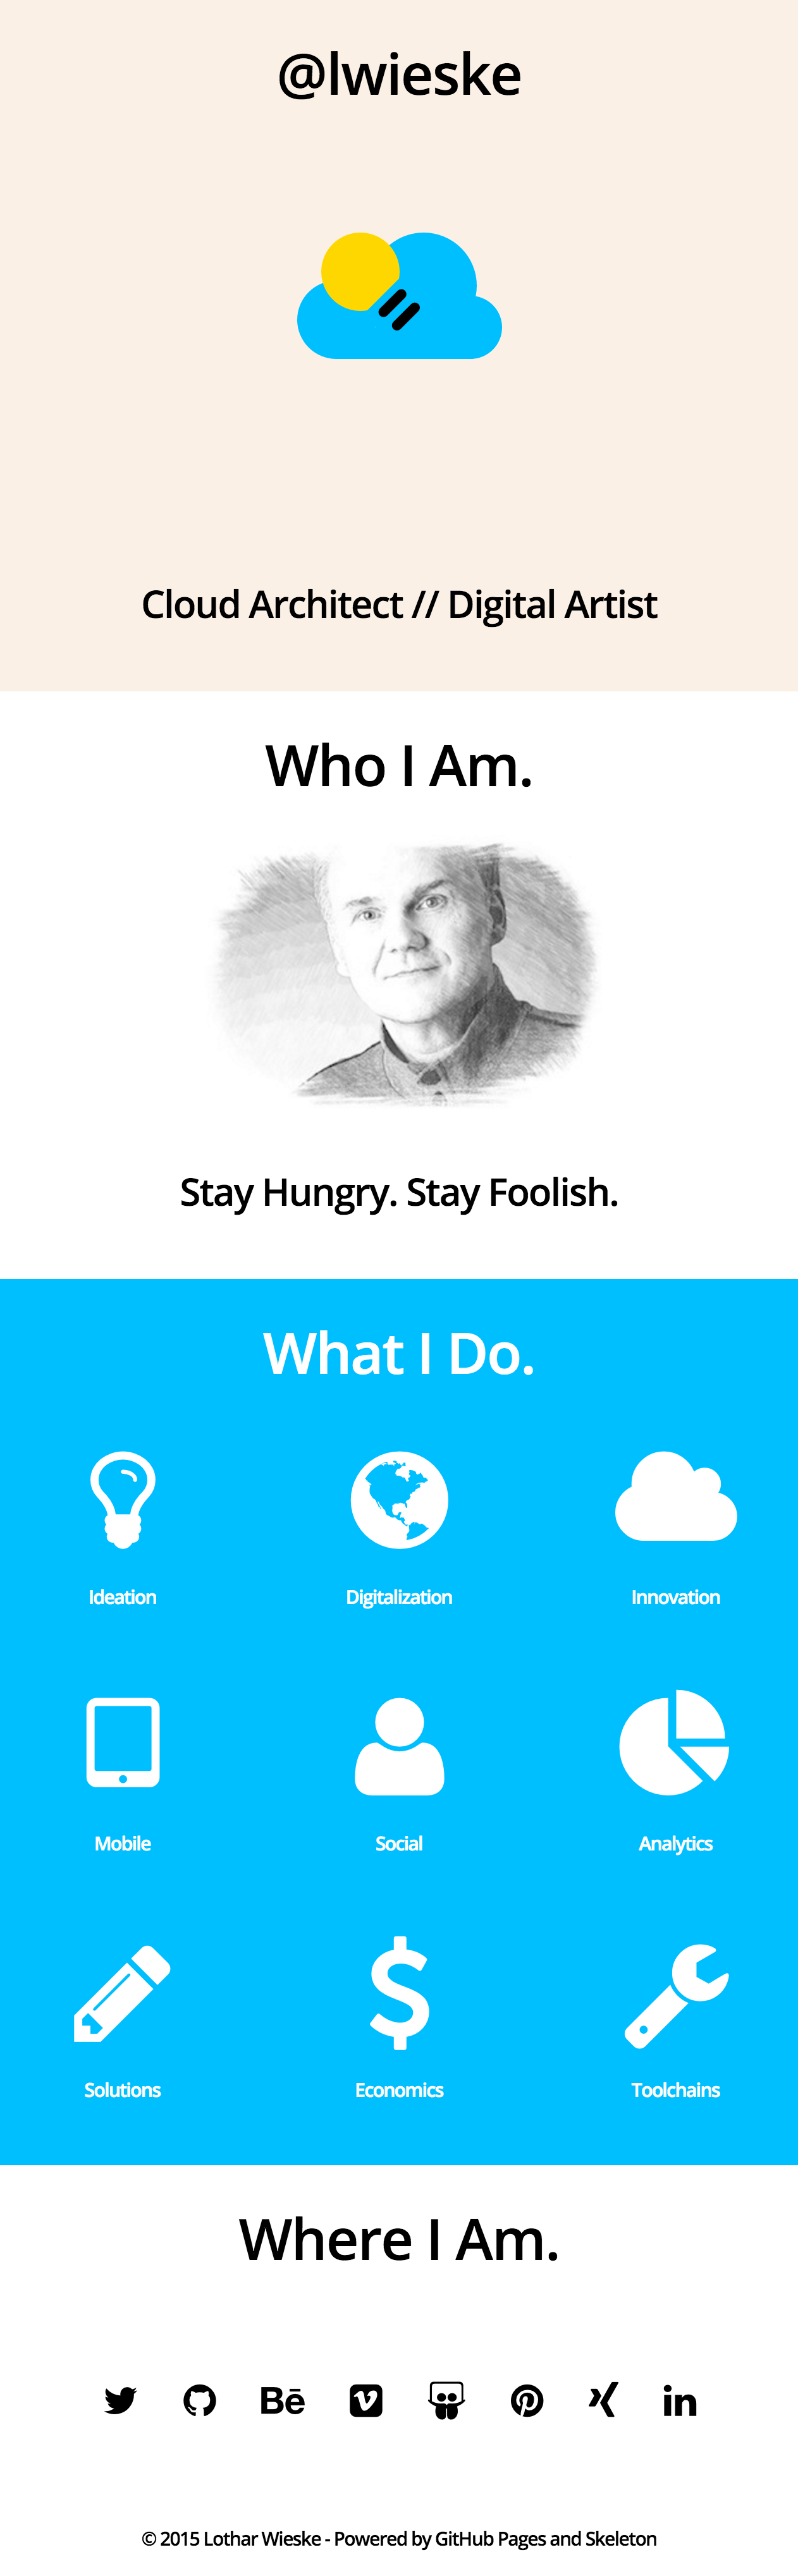 @lwieske
Cloud Architect // Digital Artist
Who I Am.
Stay Hungry. Stay Foolish.
What I Do.
Ideation
Digitalization
Innovation
Mobile
Social
Analytics
Solutions
Economics
Toolchains
Where I Am.
Bē
in
© 2015 Lothar Wieske - Powered by GitHub Pages and Skeleton